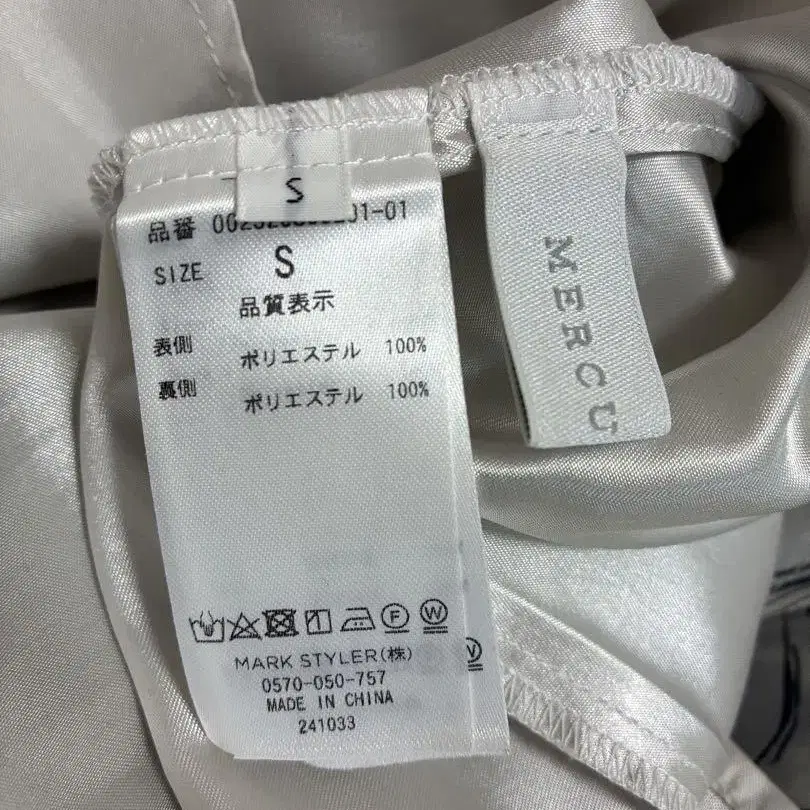 S
品番
SIZE S
品質表示
表側 ポリエステル 100%
裏側 ポリエステル 100%
F W
MARK STYLER(株)
0570-050-757
MADE IN CHINA
241033
MERCU
W